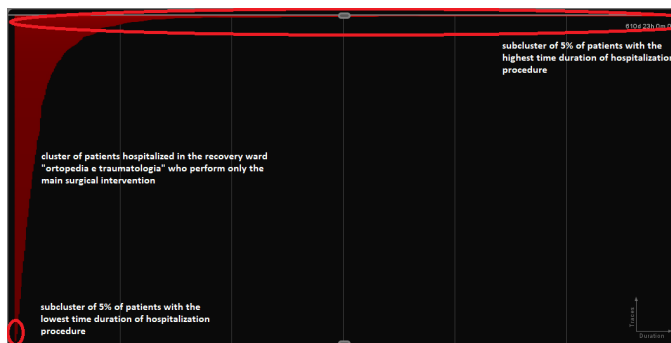 610d 23h 0m 0
subcluster of 5% of patients with the
highest time duration of hospitalization
procedure
cluster of patients hospitalized in the recovery ward
"ortopedia e traumatologia" who perform only the
main surgical intervention
subcluster of 5% of patients with the
lowest time duration of hospitalization
procedure
Traces
Duration